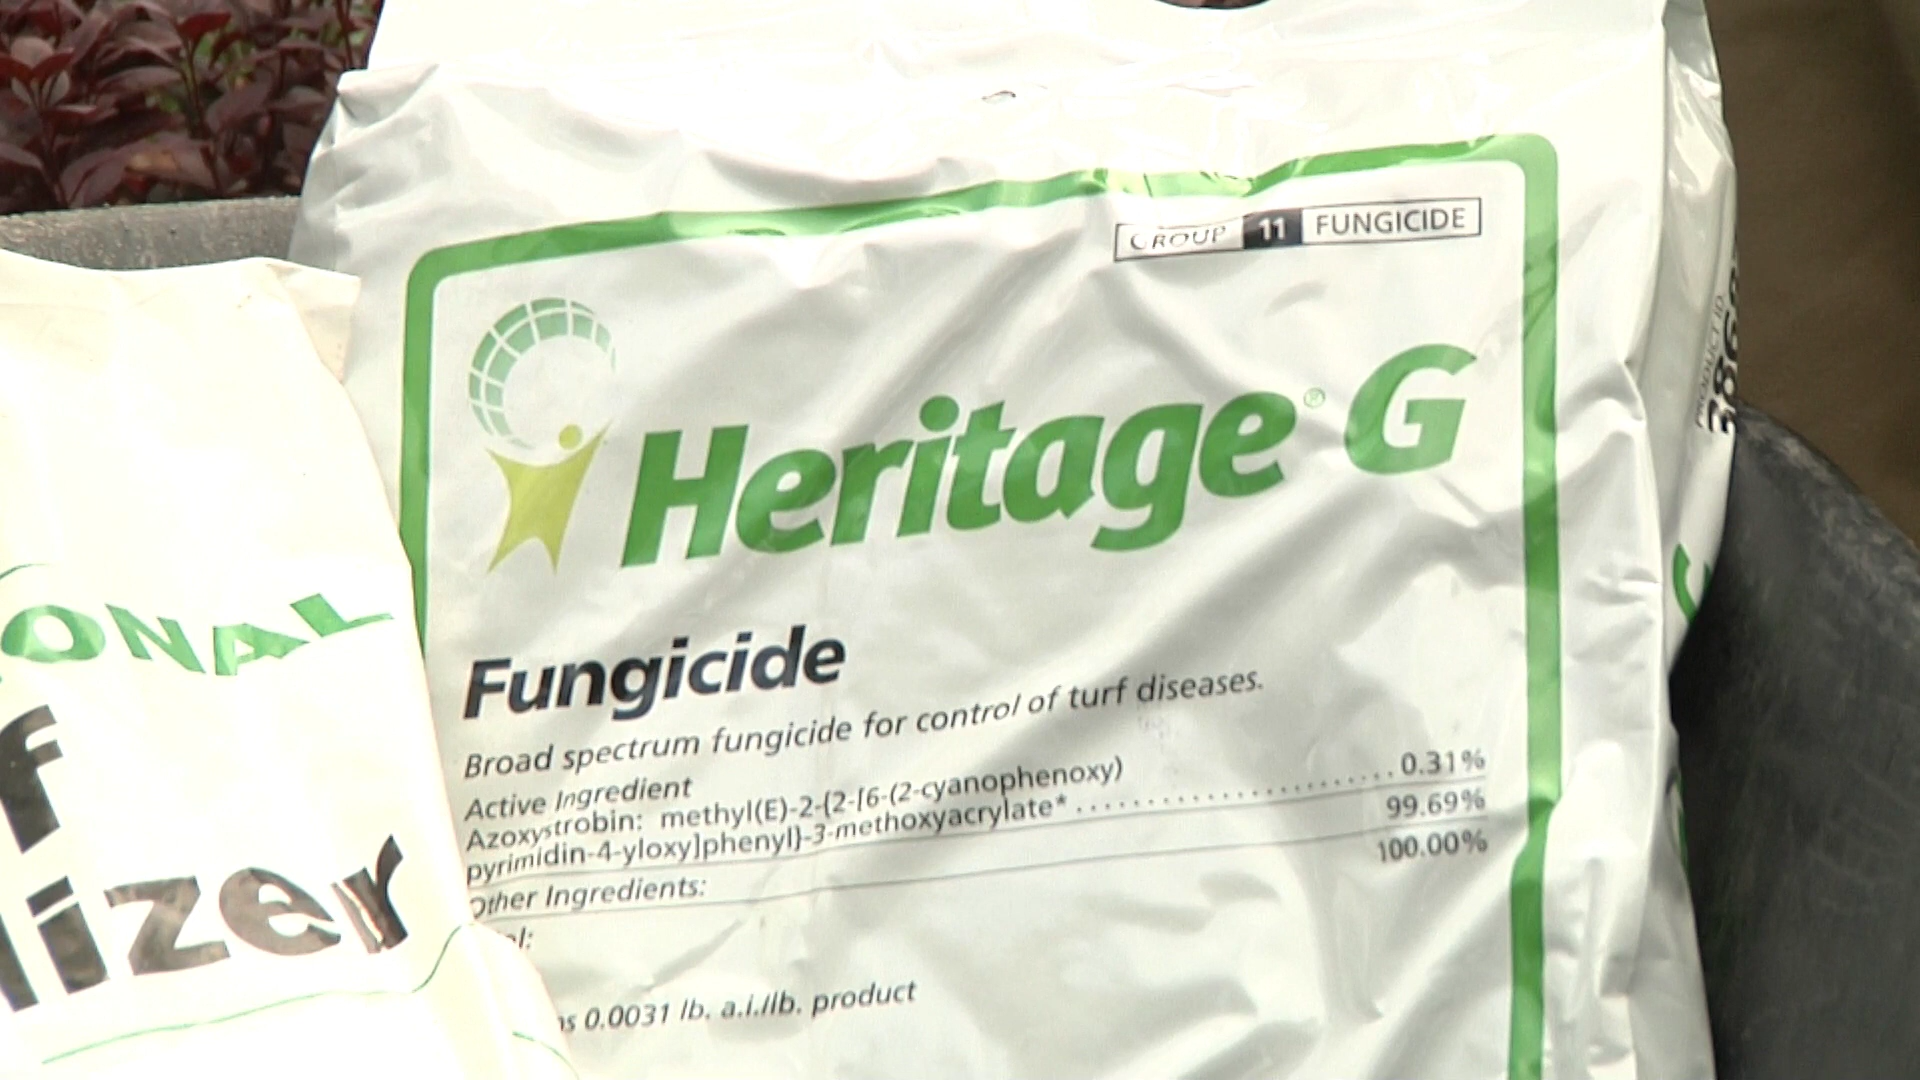 GROUP 11 FUNGICIDE
Heritage® G
Fungicide
Broad spectrum fungicide for control of turf diseases.
Active Ingredient
Azoxystrobin: methyl(E)-2-{2-[6-(2-cyanophenoxy)
pyrimidin-4-yloxy]phenyl}-3-methoxyacrylate* ........................ 0.31%
Other Ingredients: 99.69%
100.00%
0.0031 lb. a.i./lb. product
PRODUCT ID
ONAL
f
lizer